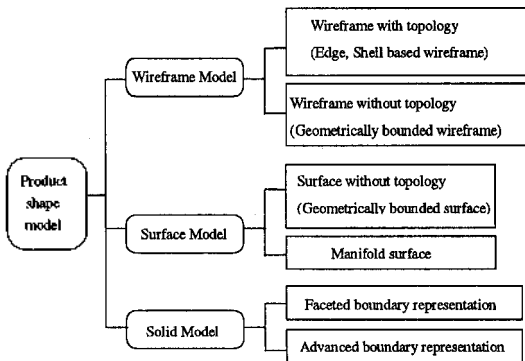 Wireframe with topology
(Edge, Shell based wireframe)
Wireframe Model
Wireframe without topology
(Geometrically bounded wireframe)
Product
shape
model
Surface without topology
(Geometrically bounded surface)
Surface Model
Manifold surface
Faceted boundary representation
Solid Model
Advanced boundary representation